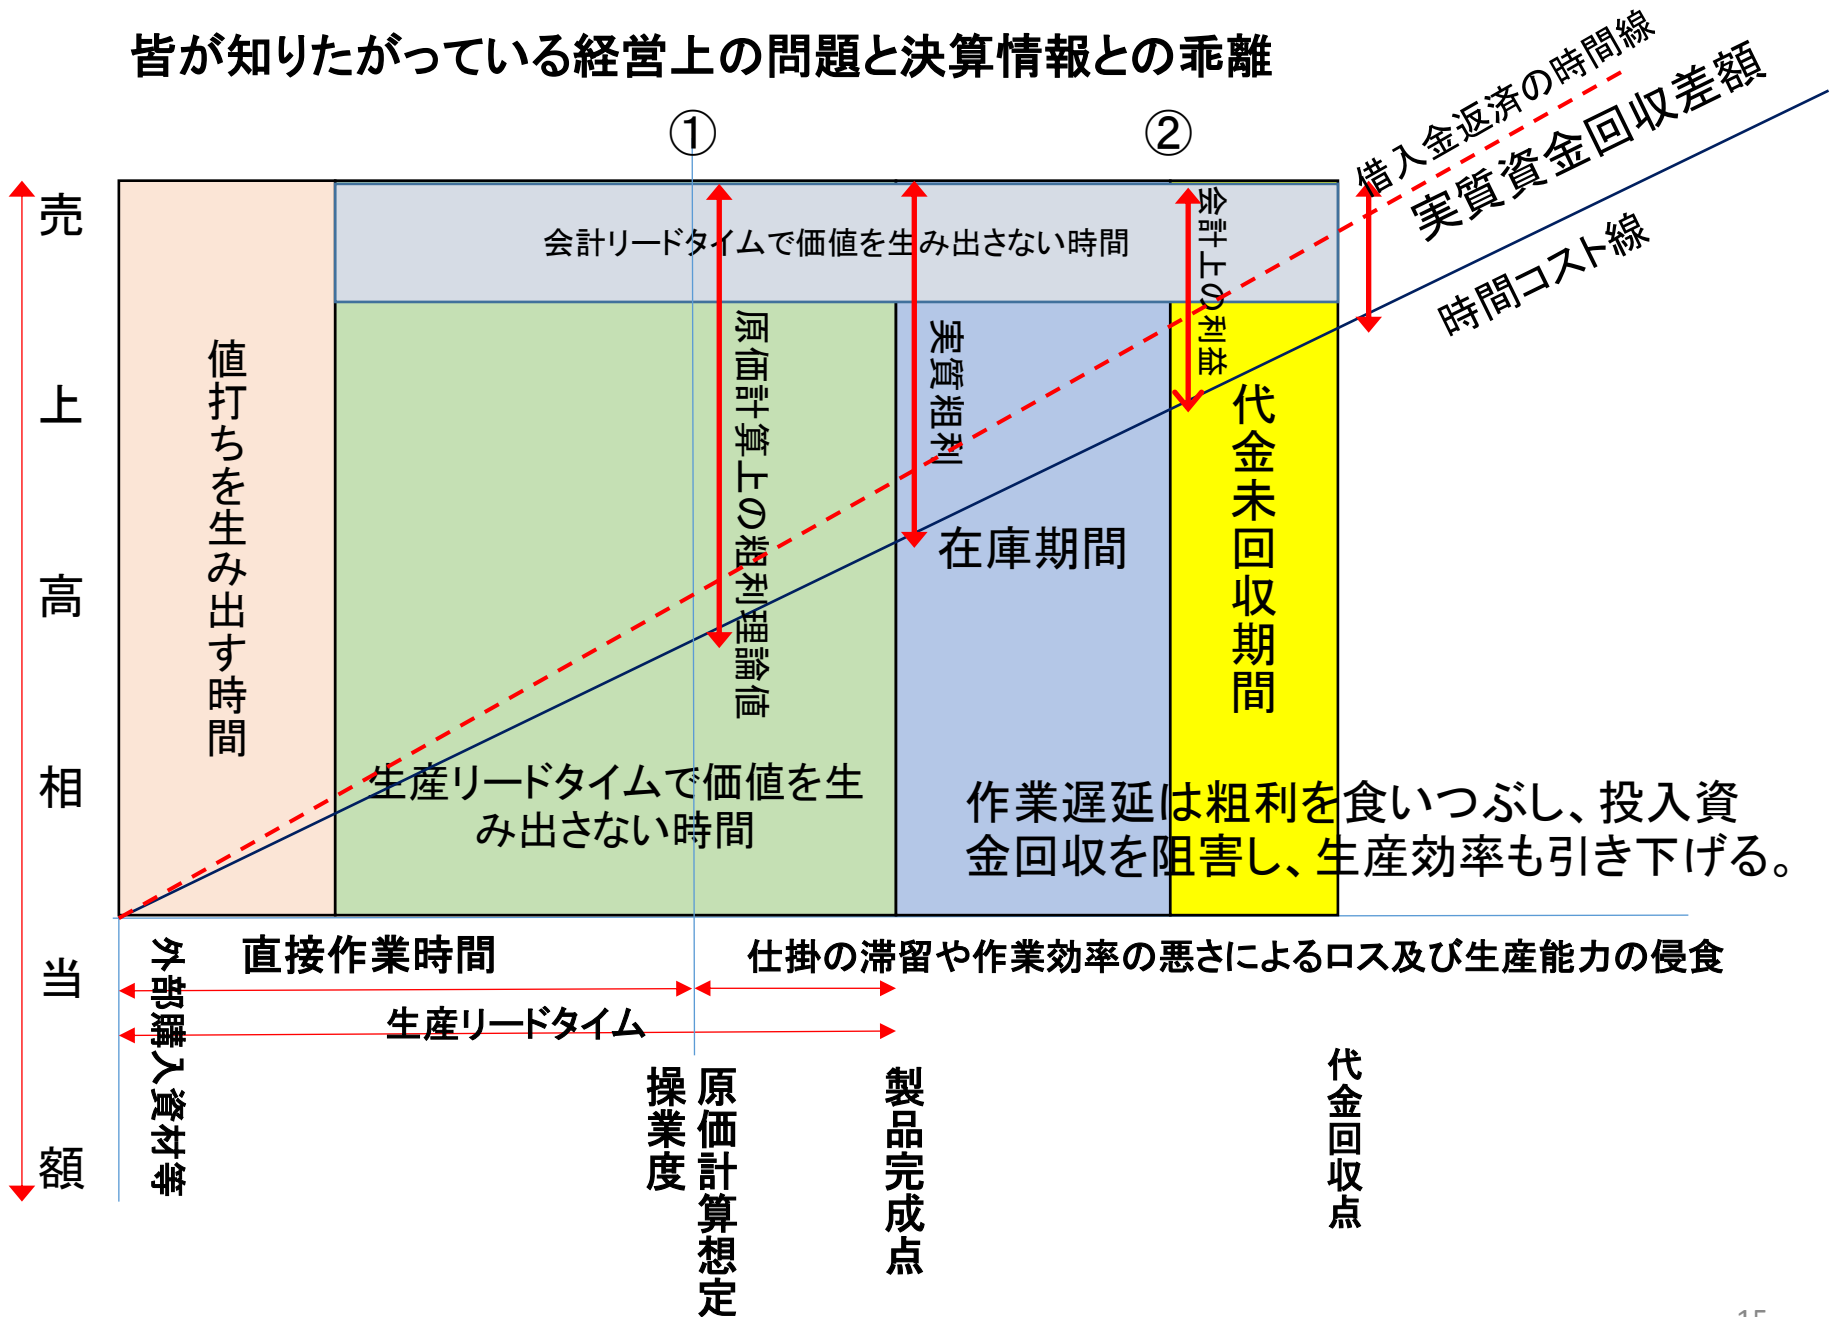 皆が知りたがっている経営上の問題と決算情報との乖離
①
②
借入金返済の時間線
実質資金回収差額
時間コスト線
売上高相当額
会計リードタイムで価値を生み出さない時間
値打ちを生み出す時間
原価計算上の粗利理論値
実質粗利
会計上の利益
在庫期間
代金未回収期間
生産リードタイムで価値を生
み出さない時間
作業遅延は粗利を食いつぶし、投入資
金回収を阻害し、生産効率も引き下げる。
外部購入資材等
直接作業時間
仕掛の滞留や作業効率の悪さによるロス及び生産能力の侵食
生産リードタイム
原価計算想定
操業度
製品完成点
代金回収点
15